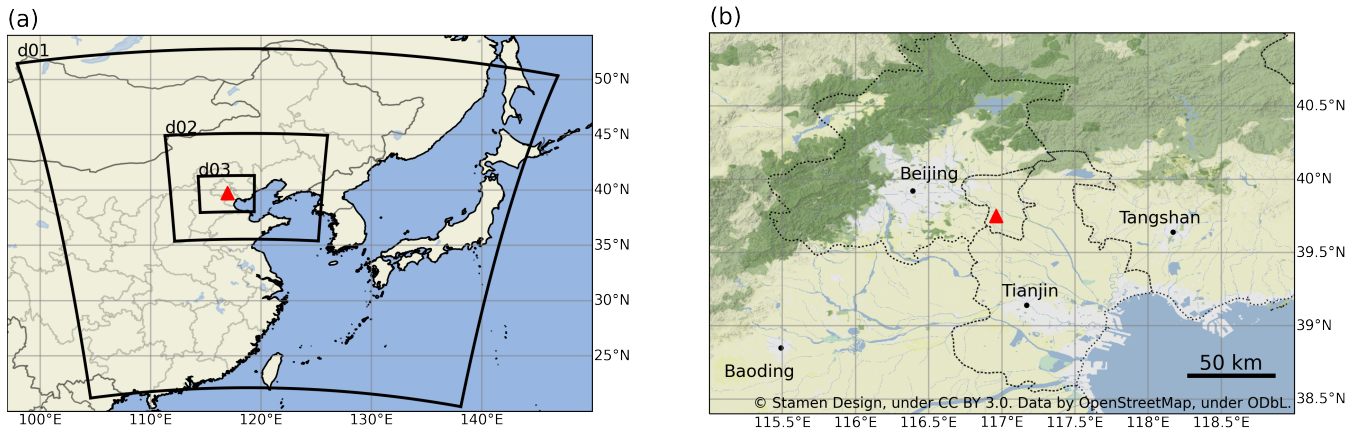 (a)
d01
d02
d03
50°N
45°N
40°N
35°N
30°N
25°N
100°E 110°E 120°E 130°E 140°E
(b)
Beijing
Tangshan
Tianjin
Baoding
50 km
© Stamen Design, under CC BY 3.0. Data by OpenStreetMap, under ODbL.
40.5°N
40°N
39.5°N
39°N
38.5°N
115.5°E 116°E 116.5°E 117°E 117.5°E 118°E 118.5°E